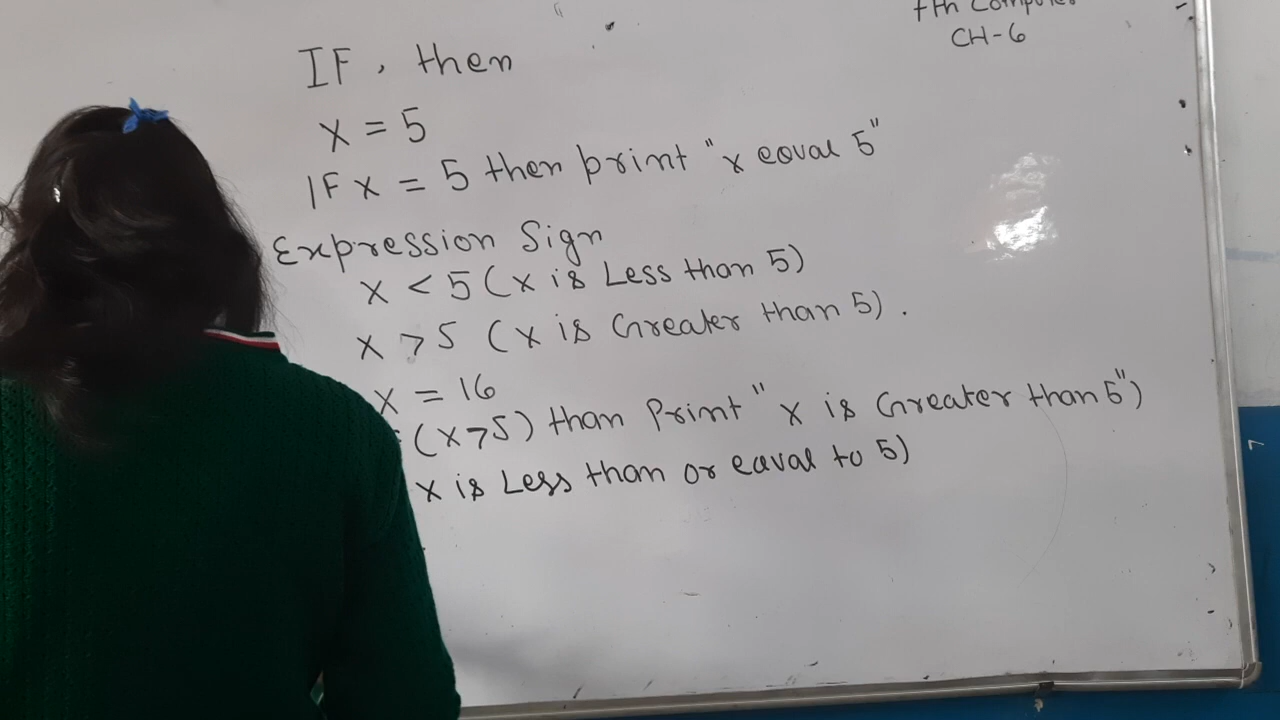 7th Computer
CH-6
IF, then
x = 5
IF x = 5 then print "x eoval 5"
Expression Sign
x < 5 (x is Less than 5)
x > 5 (x is Greater than 5).
x = 16
(x>5) than Print "x is Greater than 5")
x is Less than or eaval to 5)